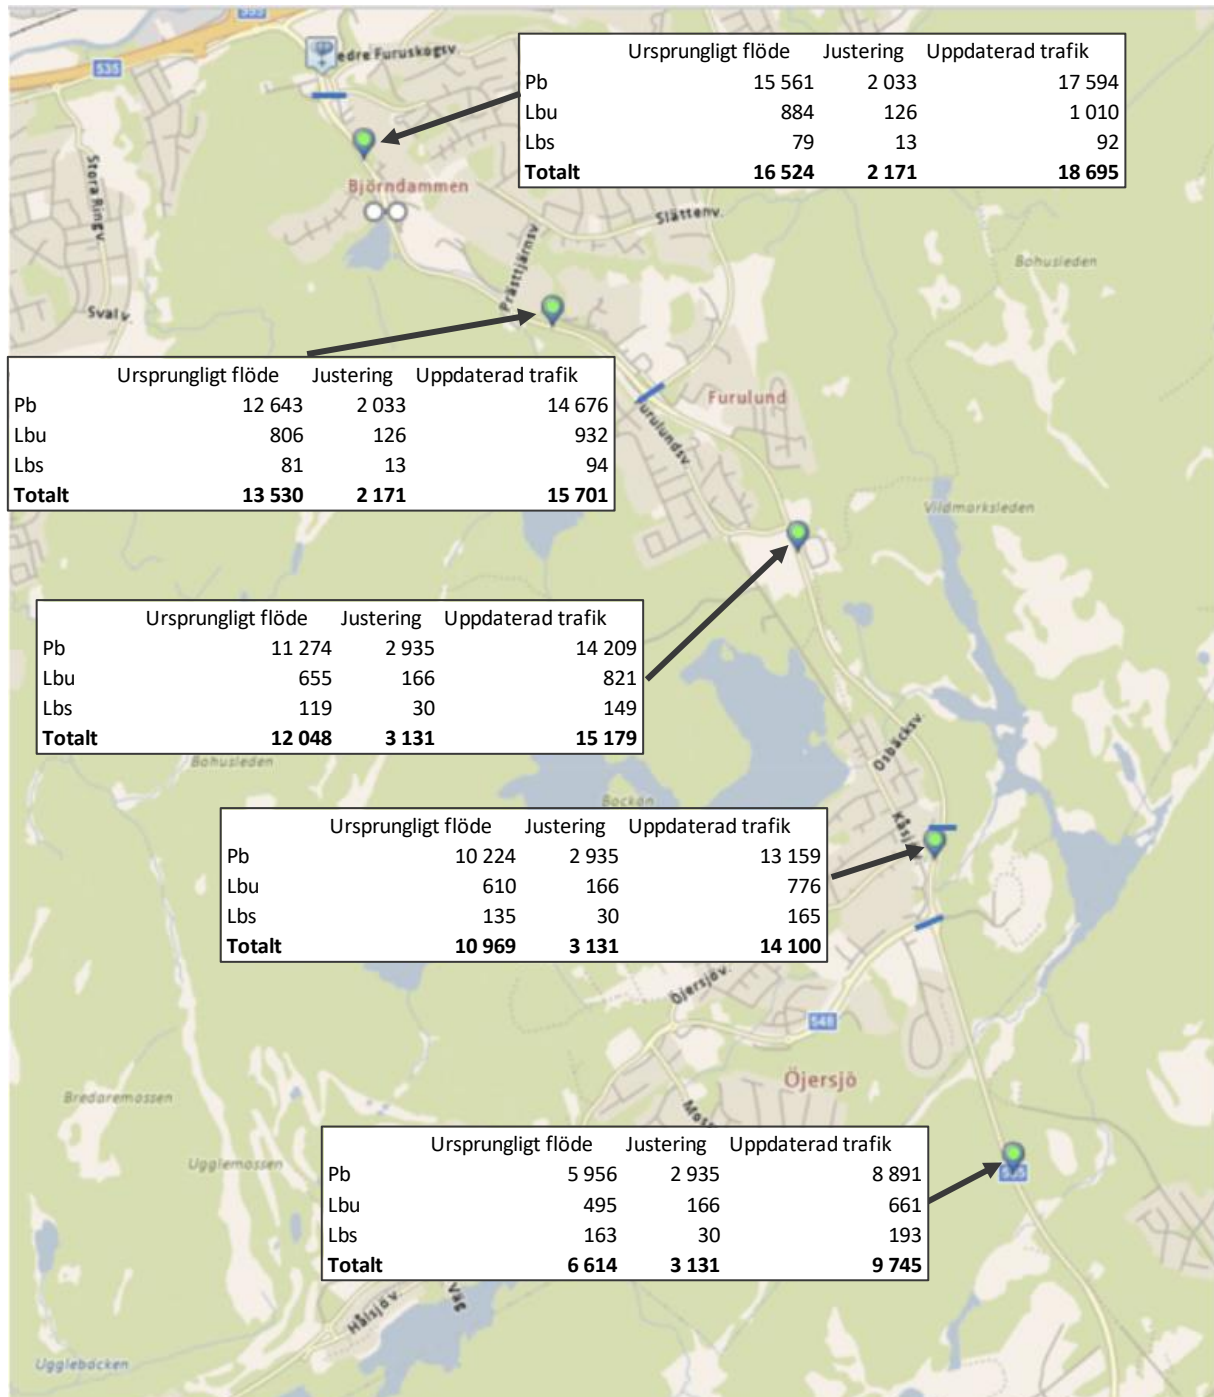 535
535
edre Furuskogsv.
Ursprungligt flöde Justering Uppdaterad trafik
Pb 15 561 2 033 17 594
Lbu 884 126 1 010
Lbs 79 13 92
Totalt 16 524 2 171 18 695
Stora Ringv.
Björndammen
Slättenv.
Prästtjärnsv.
Bohusleden
Svalv.
Ursprungligt flöde Justering Uppdaterad trafik
Pb 12 643 2 033 14 676
Lbu 806 126 932
Lbs 81 13 94
Totalt 13 530 2 171 15 701
Furulund
urulundsv.
Vildmarksleden
Ursprungligt flöde Justering Uppdaterad trafik
Pb 11 274 2 935 14 209
Lbu 655 166 821
Lbs 119 30 149
Totalt 12 048 3 131 15 179
Osbäcksv.
Bohusleden
Ursprungligt flöde Justering Uppdaterad trafik
Pb 10 224 2 935 13 159
Lbu 610 166 776
Lbs 135 30 165
Totalt 10 969 3 131 14 100
Kåsj
Öjersjöv.
548
Öjersjö
Bredaremossen
Moss
Ugglemossen
Ursprungligt flöde Justering Uppdaterad trafik
Pb 5 956 2 935 8 891
Lbu 495 166 661
Lbs 163 30 193
Totalt 6 614 3 131 9 745
Hålsjöv.
Väg
Ugglebäcken